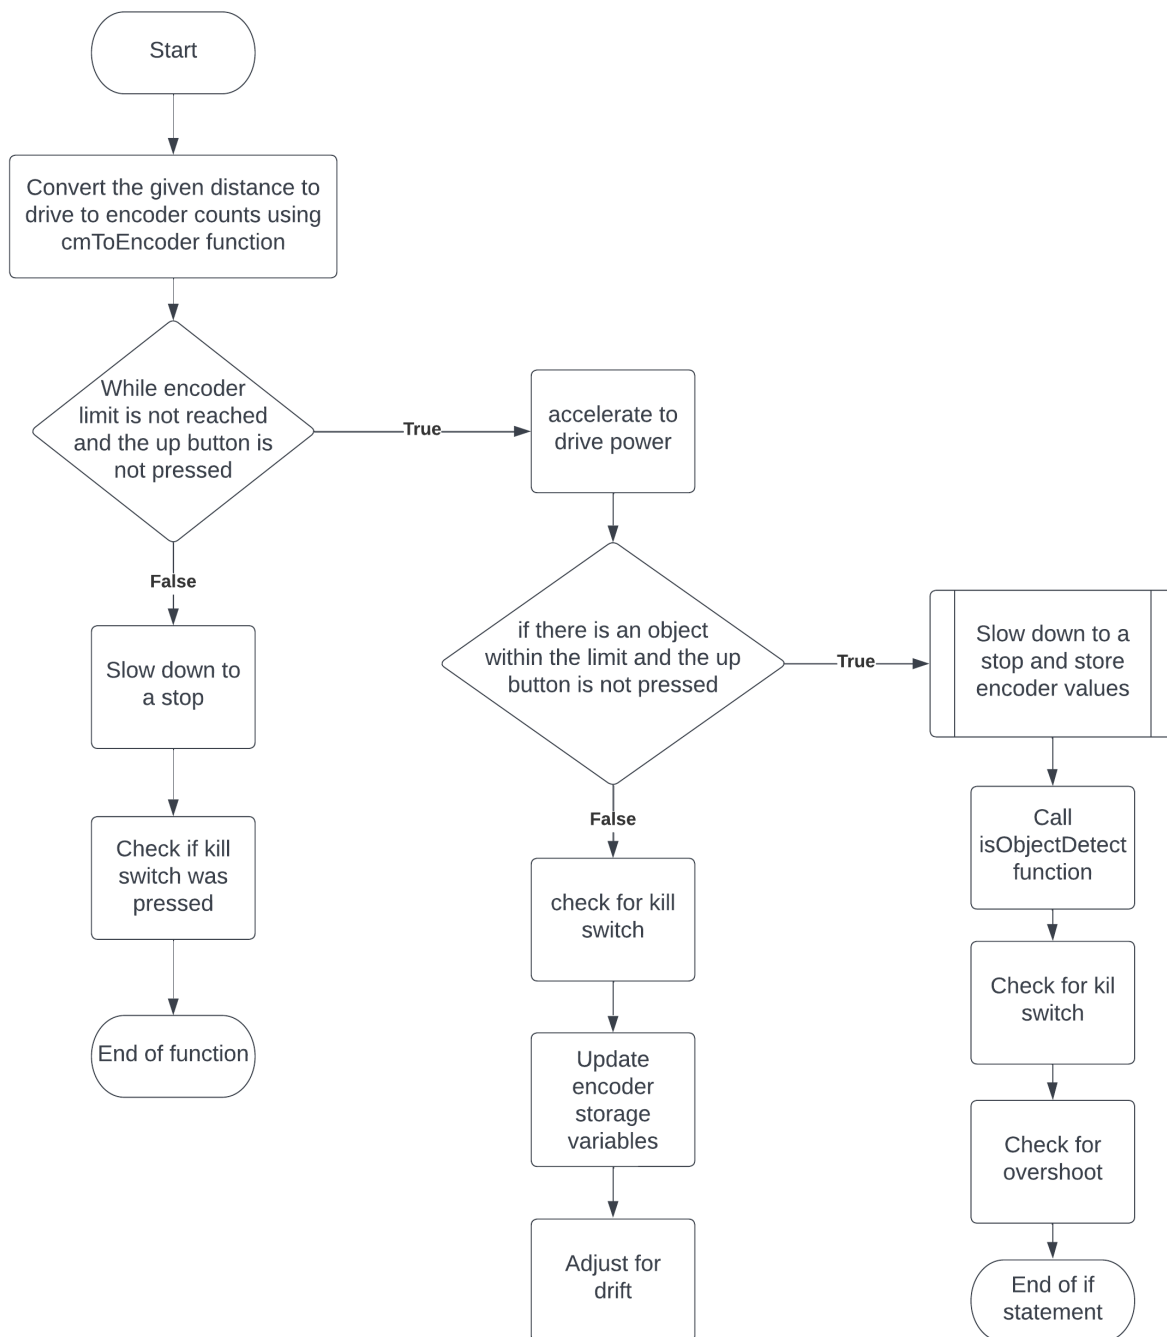 Start
Convert the given distance to
drive to encoder counts using
cmToEncoder function
While encoder
limit is not reached
and the up button is
not pressed
True
accelerate to
drive power
False
Slow down to
a stop
Check if kill
switch was
pressed
End of function
if there is an object
within the limit and the up
button is not pressed
True
Slow down to a
stop and store
encoder values
False
check for kill
switch
Update
encoder
storage
variables
Adjust for
drift
Call
isObjectDetect
function
Check for kil
switch
Check for
overshoot
End of if
statement